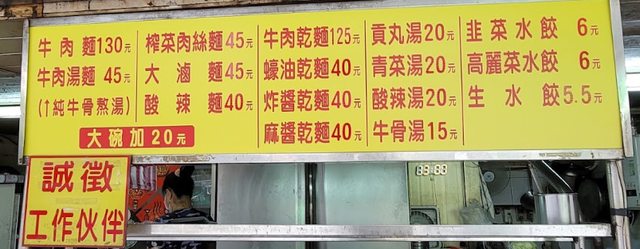 牛肉麵130元
牛肉湯麵 45元
(↑純牛骨熬湯)
大碗加20元
榨菜肉絲麵45元
大滷麵45元
酸辣麵40元
牛肉乾麵125元
蠔油乾麵40元
炸醬乾麵40元
麻醬乾麵40元
貢丸湯20元
青菜湯20元
酸辣湯20元
牛骨湯15元
韭菜水餃 6元
高麗菜水餃 6元
生水餃5.5元
誠徵
工作伙伴